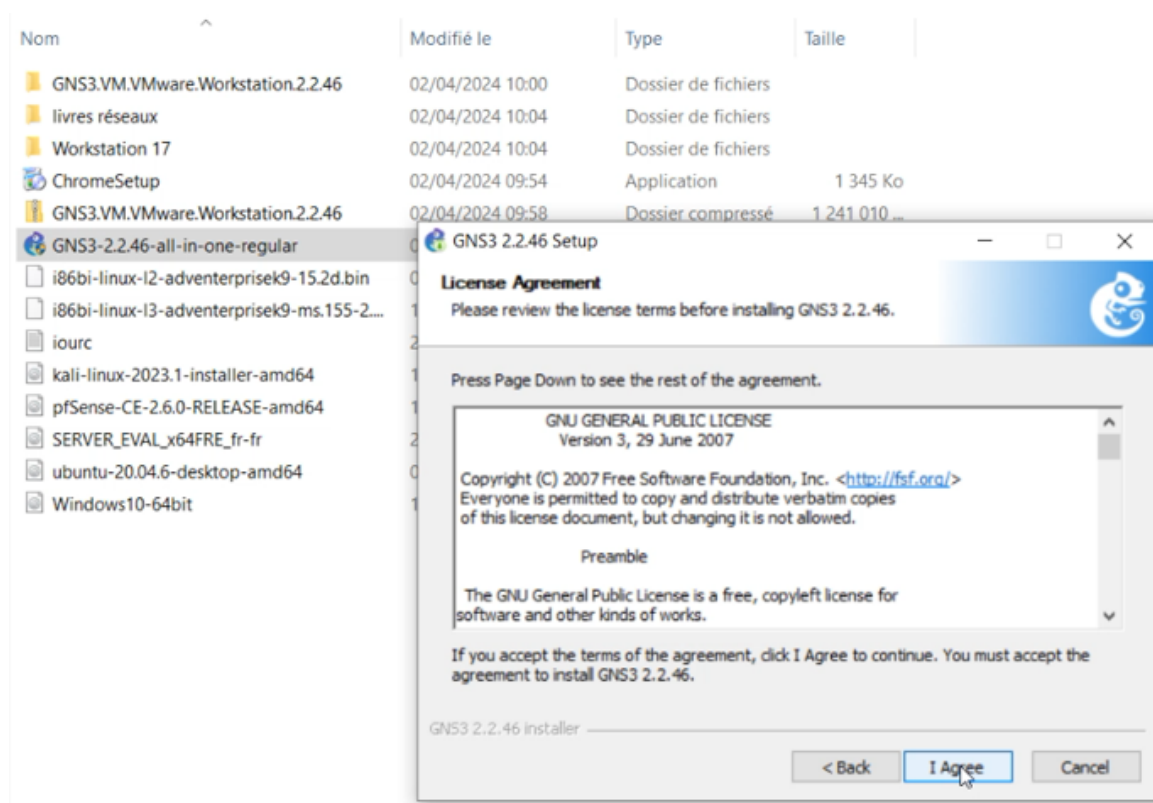 Nom Modifié le Type Taille
GNS3.VM.VMware.Workstation.2.2.46 02/04/2024 10:00 Dossier de fichiers
livres réseaux 02/04/2024 10:04 Dossier de fichiers
Workstation 17 02/04/2024 10:04 Dossier de fichiers
ChromeSetup 02/04/2024 09:54 Application 1 345 Ko
GNS3.VM.VMware.Workstation.2.2.46 02/04/2024 09:58 Dossier compressé 1 241 010 ...
GNS3-2.2.46-all-in-one-regular
i86bi-linux-l2-adventerprisek9-15.2d.bin
i86bi-linux-l3-adventerprisek9-ms.155-2....
iourc
kali-linux-2023.1-installer-amd64
pfSense-CE-2.6.0-RELEASE-amd64
SERVER_EVAL_x64FRE_fr-fr
ubuntu-20.04.6-desktop-amd64
Windows10-64bit
GNS3 2.2.46 Setup
License Agreement
Please review the license terms before installing GNS3 2.2.46.
Press Page Down to see the rest of the agreement.
GNU GENERAL PUBLIC LICENSE
Version 3, 29 June 2007
Copyright (C) 2007 Free Software Foundation, Inc. <http://fsf.org/>
Everyone is permitted to copy and distribute verbatim copies
of this license document, but changing it is not allowed.
Preamble
The GNU General Public License is a free, copyleft license for
software and other kinds of works.
If you accept the terms of the agreement, click I Agree to continue. You must accept the
agreement to install GNS3 2.2.46.
GNS3 2.2.46 installer
< Back I Agree Cancel